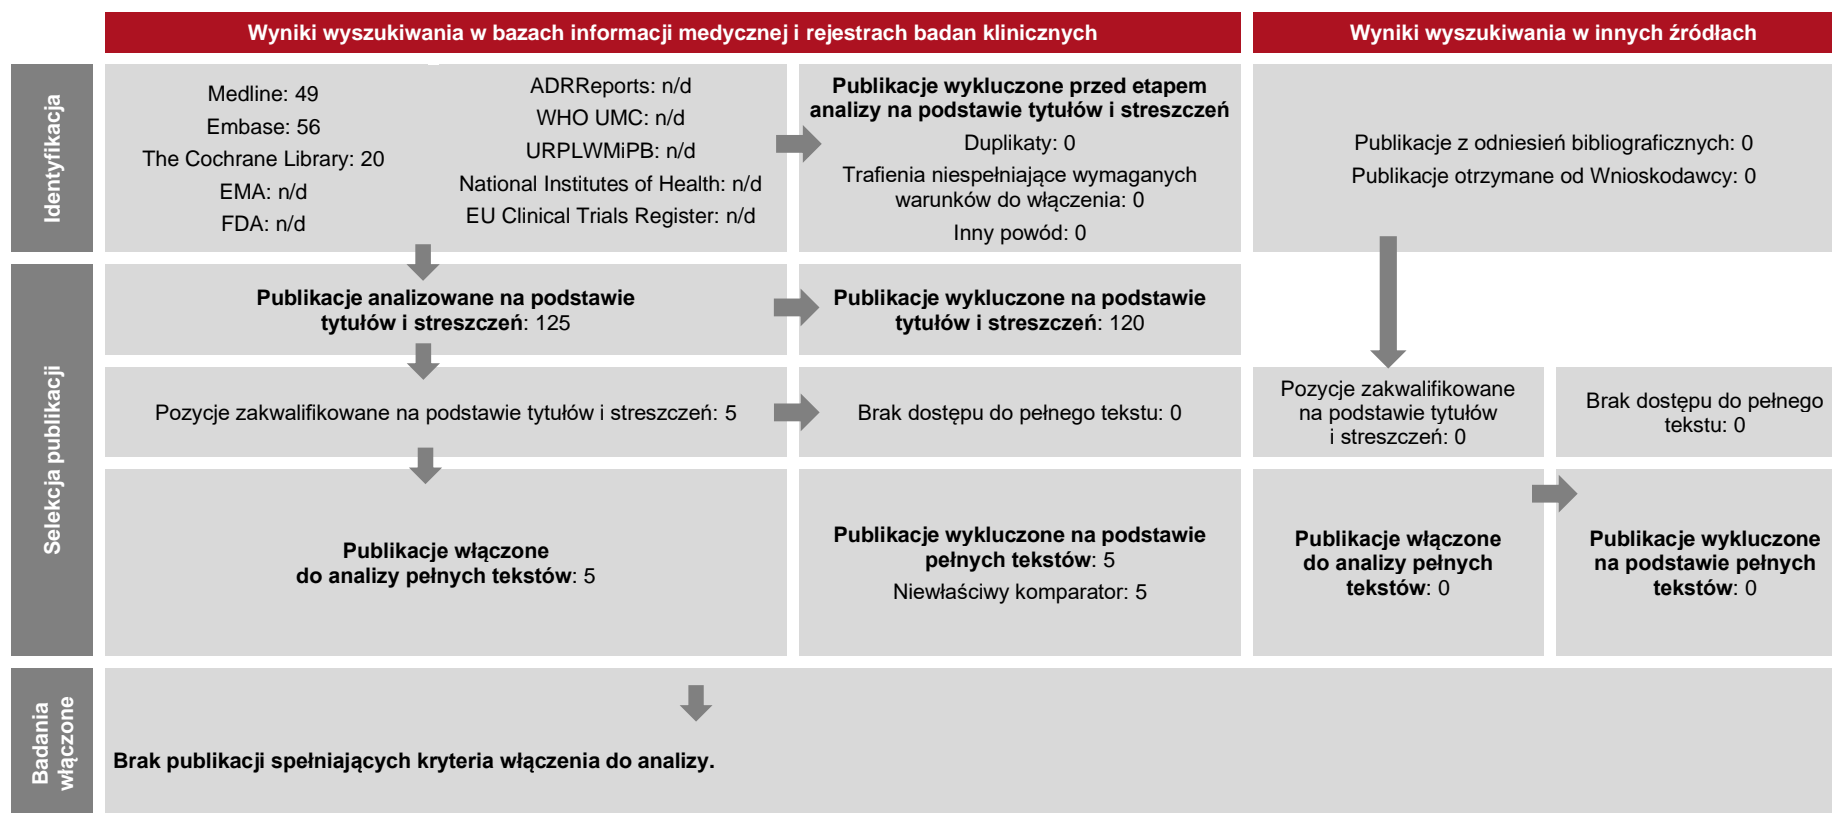 Wyniki wyszukiwania w bazach informacji medycznej i rejestrach badan klinicznych
Wyniki wyszukiwania w innych źródłach
Identyfikacja
Medline: 49
Embase: 56
The Cochrane Library: 20
EMA: n/d
FDA: n/d
ADRReports: n/d
WHO UMC: n/d
URPLWMiPB: n/d
National Institutes of Health: n/d
EU Clinical Trials Register: n/d
Publikacje wykluczone przed etapem
analizy na podstawie tytułów i streszczeń
Duplikaty: 0
Trafienia niespełniające wymaganych
warunków do włączenia: 0
Inny powód: 0
Publikacje z odniesień bibliograficznych: 0
Publikacje otrzymane od Wnioskodawcy: 0
Selekcja publikacji
Publikacje analizowane na podstawie
tytułów i streszczeń: 125
Publikacje wykluczone na podstawie
tytułów i streszczeń: 120
Pozycje zakwalifikowane na podstawie tytułów i streszczeń: 5
Brak dostępu do pełnego tekstu: 0
Pozycje zakwalifikowane
na podstawie tytułów
i streszczeń: 0
Brak dostępu do pełnego
tekstu: 0
Publikacje włączone
do analizy pełnych tekstów: 5
Publikacje wykluczone na podstawie
pełnych tekstów: 5
Niewłaściwy komparator: 5
Publikacje włączone
do analizy pełnych
tekstów: 0
Publikacje wykluczone
na podstawie pełnych
tekstów: 0
Badania
włączone
Brak publikacji spełniających kryteria włączenia do analizy.